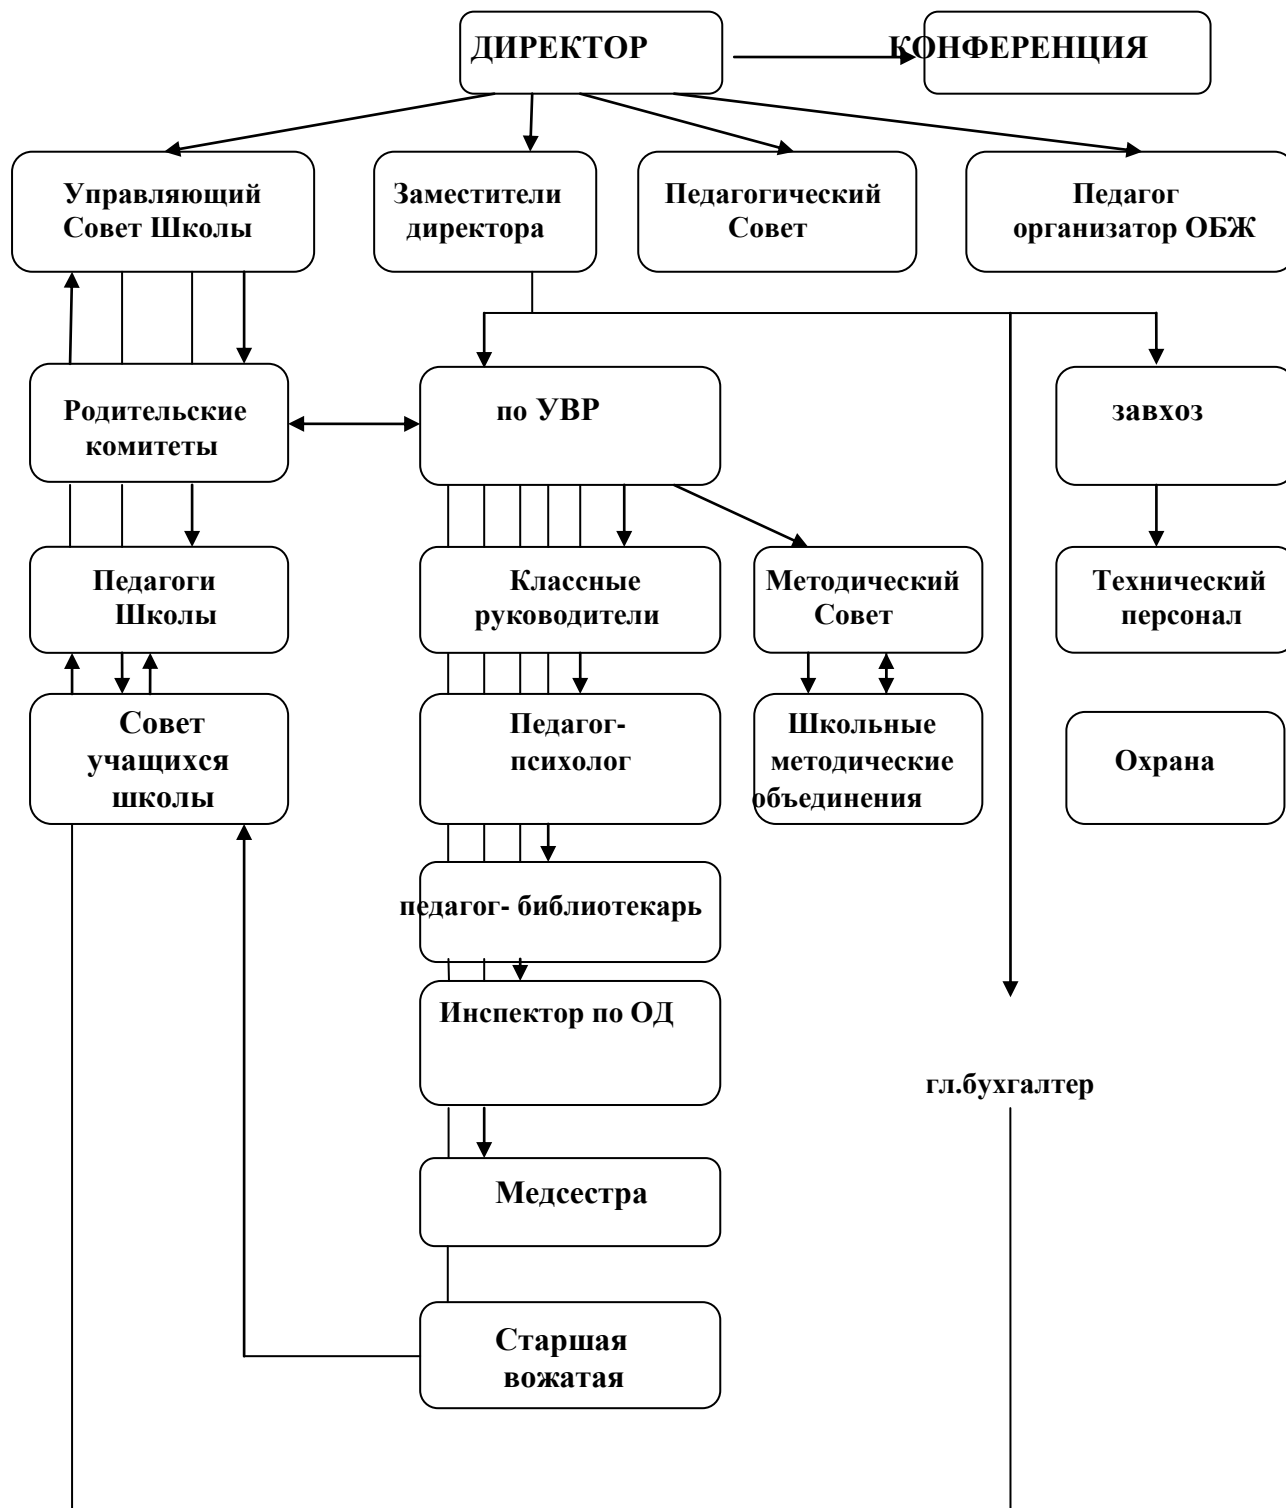 ДИРЕКТОР
КОНФЕРЕНЦИЯ
Управляющий
Совет Школы
Заместители
директора
Педагогический
Совет
Педагог
организатор ОБЖ
Родительские
комитеты
по УВР
завхоз
Педагоги
Школы
Классные
руководители
Методический
Совет
Технический
персонал
Совет
учащихся
школы
Педагог-
психолог
Школьные
методические
объединения
Охрана
педагог- библиотекарь
Инспектор по ОД
гл.бухгалтер
Медсестра
Старшая
вожатая